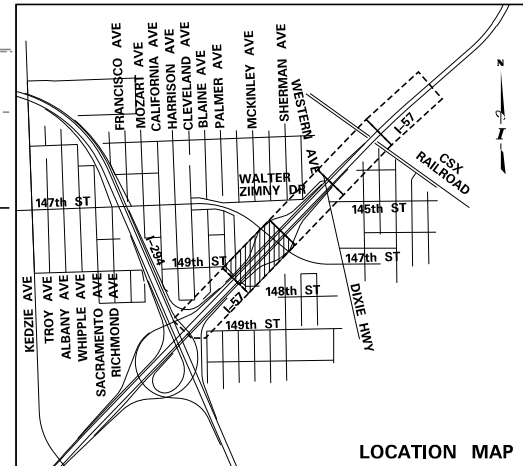 FRANCISCO AVE
MOZART AVE
CALIFORNIA AVE
HARRISON AVE
CLEVELAND AVE
BLAINE AVE
PALMER AVE
MCKINLEY AVE
SHERMAN AVE
WESTERN AVE
N
I-57
CSX
RAILROAD
WALTER
ZIMNY DR
147th ST
145th ST
I-294
149th ST
147th ST
148th ST
I-57
149th ST
DIXIE HWY
KEDZIE AVE
TROY AVE
ALBANY AVE
WHIPPLE AVE
SACRAMENTO AVE
RICHMOND AVE
LOCATION MAP